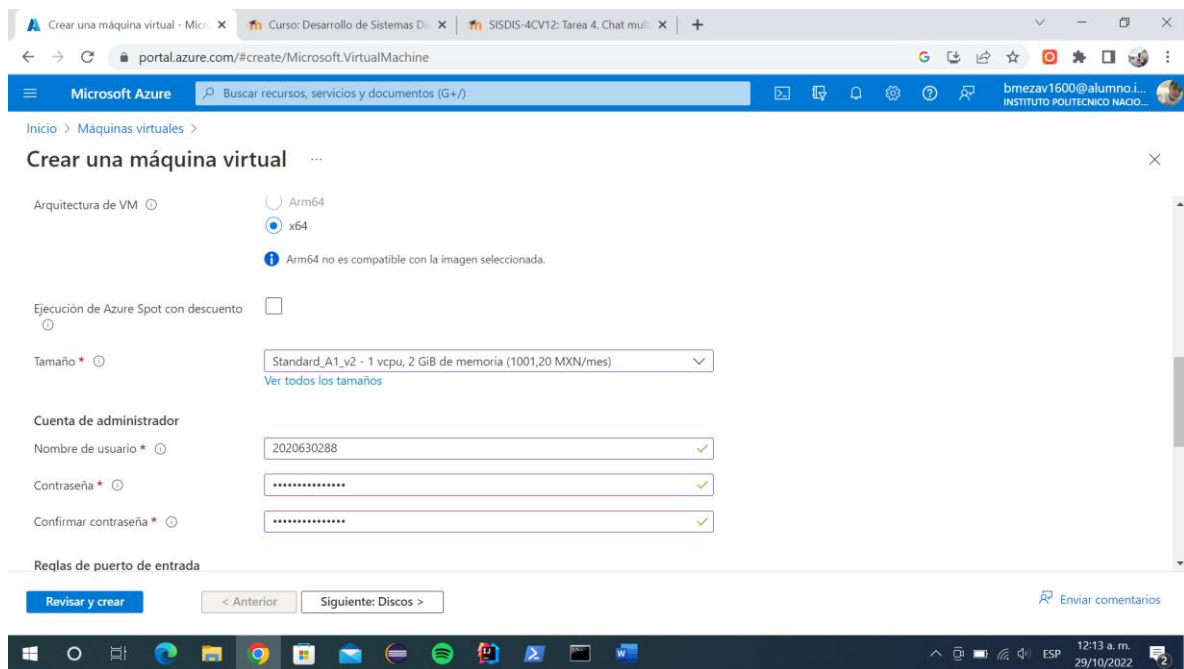 Crear una máquina virtual - Micro
Curso: Desarrollo de Sistemas Di
SISDIS-4CV12: Tarea 4. Chat mult
portal.azure.com/#create/Microsoft.VirtualMachine
Microsoft Azure
Buscar recursos, servicios y documentos (G+/)
bmezav1600@alumno.i...
INSTITUTO POLITECNICO NACIO...
Inicio > Máquinas virtuales >
Crear una máquina virtual ...
Arquitectura de VM
Arm64
x64
Arm64 no es compatible con la imagen seleccionada.
Ejecución de Azure Spot con descuento
Tamaño *
Standard_A1_v2 - 1 vcpu, 2 GiB de memoria (1001,20 MXN/mes)
Ver todos los tamaños
Cuenta de administrador
Nombre de usuario *
2020630288
Contraseña *
•••••••••••••••
Confirmar contraseña *
•••••••••••••••
Reglas de puerto de entrada
Revisar y crear
< Anterior
Siguiente: Discos >
Enviar comentarios
ESP
12:13 a. m.
29/10/2022
2